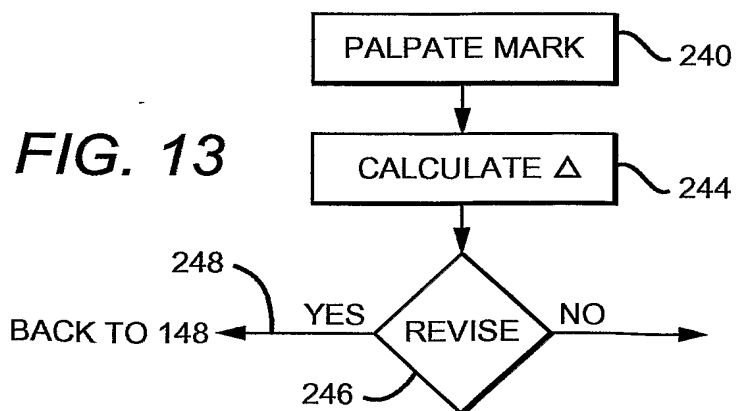 PALPATE MARK
240
FIG. 13
CALCULATE Δ
244
248
BACK TO 148
YES
REVISE
NO
246